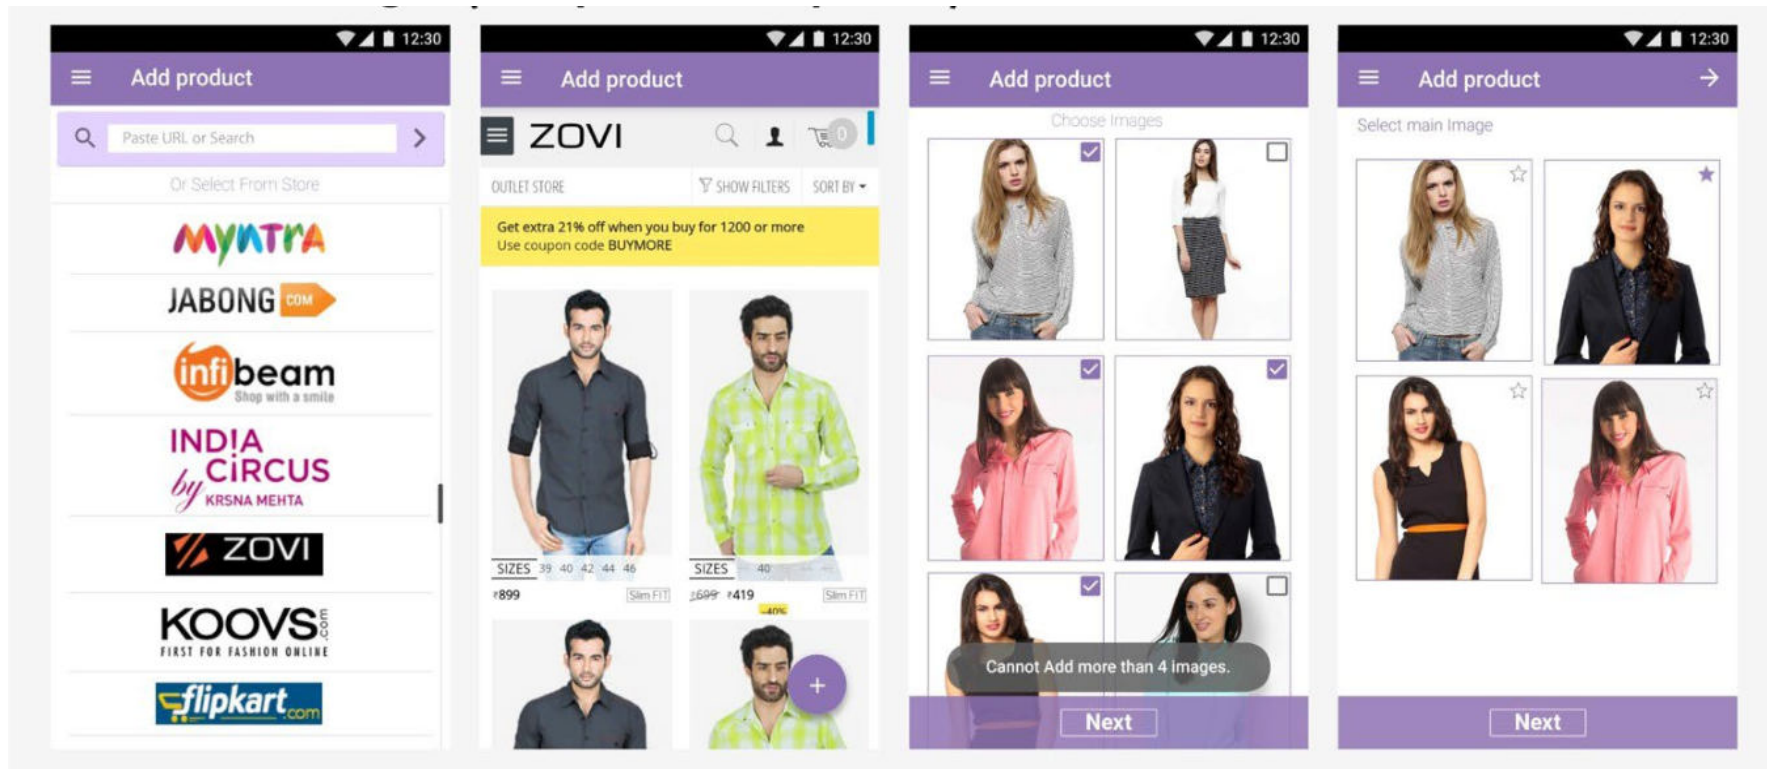 12:30
Add product
Paste URL or Search
Or Select From Store
MYNTRA
JABONG COM
infibeam
Shop with a smile
INDIA
by CiRCUS
KRSNA MEHTA
ZOVI
KOOVS.com
FIRST FOR FASHION ONLINE
flipkart.com
12:30
Add product
ZOVI
0
OUTLET STORE SHOW FILTERS SORT BY
Get extra 21% off when you buy for 1200 or more
Use coupon code BUYMORE
SIZES 39 40 42 44 46
₹899 Slim FIT
SIZES 40
₹699 ₹419 Slim FIT
-40%
+
12:30
Add product
Choose Images
Cannot Add more than 4 images.
Next
12:30
Add product
Select main Image
Next